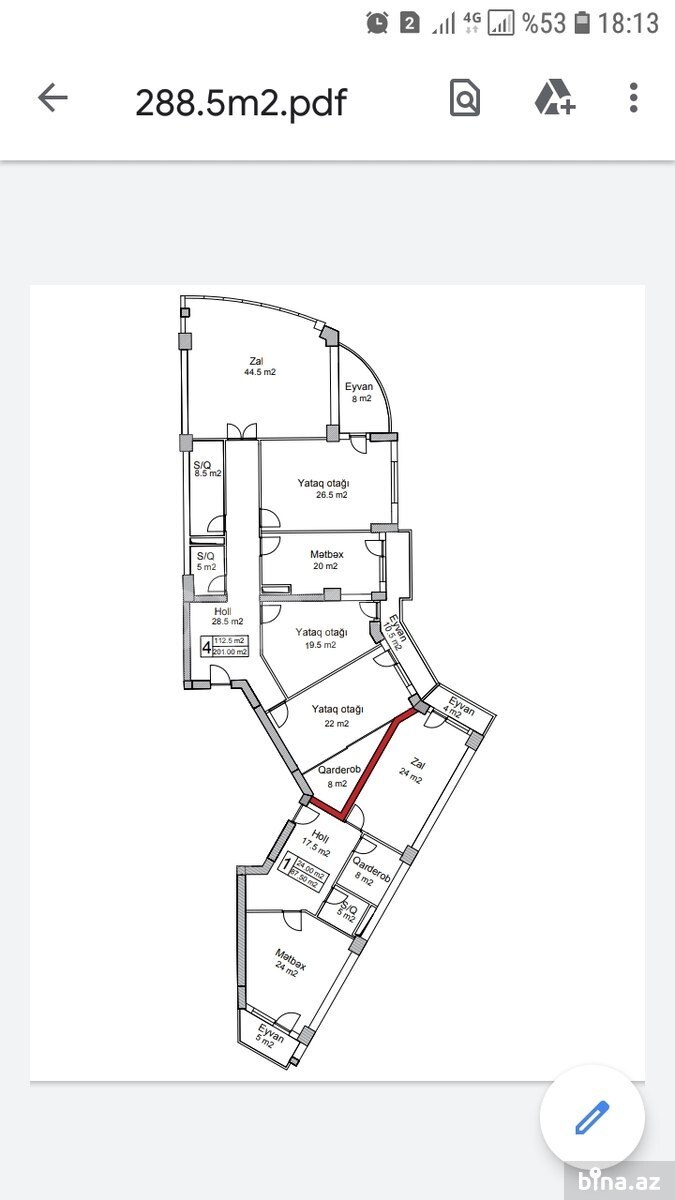 2 4G %53 18:13
288.5m2.pdf
Zal
44.5 m2
Eyvan
8 m2
S/Q
8.5 m2
Yataq otağı
26.5 m2
S/Q
5 m2
Mətbəx
20 m2
Holl
28.5 m2
4 112.5 m2
201.00 m2
Yataq otağı
19.5 m2
Eyvan
10.5 m2
Yataq otağı
22 m2
Eyvan
4 m2
Qarderob
8 m2
Zal
24 m2
Holl
17.5 m2
1 24.00 m2
87.50 m2
Qarderob
8 m2
S/Q
5 m2
Mətbəx
24 m2
Eyvan
5 m2
bina.az